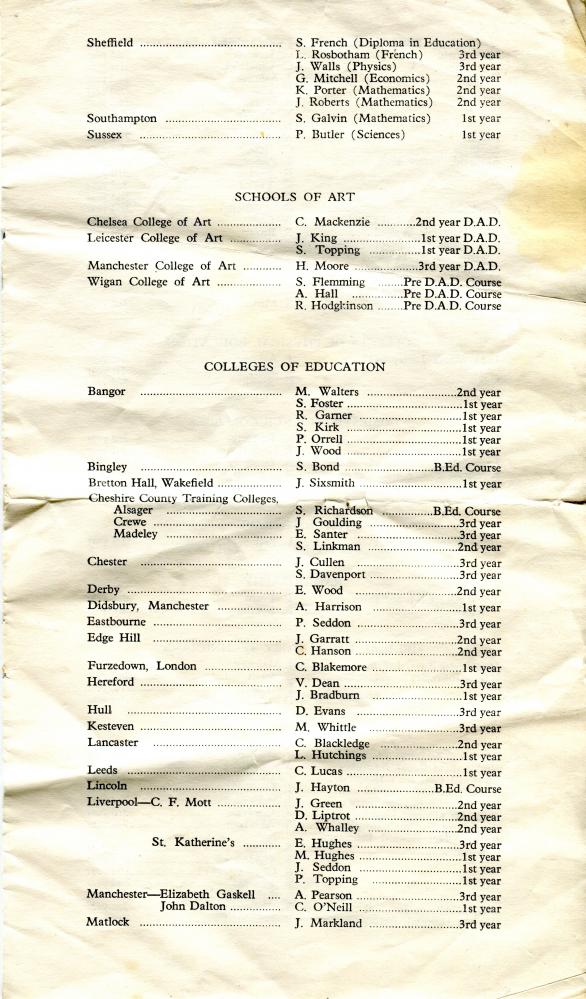 Sheffield ........................................ S. French (Diploma in Education)
L. Rosbotham (French) 3rd year
J. Walls (Physics) 3rd year
G. Mitchell (Economics) 2nd year
K. Porter (Mathematics) 2nd year
J. Roberts (Mathematics) 2nd year
Southampton ................................. S. Galvin (Mathematics) 1st year
Sussex ........................................ P. Butler (Sciences) 1st year
SCHOOLS OF ART
Chelsea College of Art .................. C. Mackenzie ...........2nd year D.A.D.
Leicester College of Art .............. J. King ......................1st year D.A.D.
S. Topping ..................1st year D.A.D.
Manchester College of Art ........... H. Moore ..................3rd year D.A.D.
Wigan College of Art ................... S. Flemming ......Pre D.A.D. Course
A. Hall ..............Pre D.A.D. Course
R. Hodgkinson .......Pre D.A.D. Course
COLLEGES OF EDUCATION
Bangor ........................................ M. Walters ..........................2nd year
S. Foster ..............................1st year
R. Garner .............................1st year
S. Kirk .................................1st year
P. Orrell ...............................1st year
J. Wood ................................1st year
Bingley ........................................ S. Bond ........................B.Ed. Course
Bretton Hall, Wakefield ................... J. Sixsmith ...........................1st year
Cheshire County Training Colleges,
Alsager .................................... S. Richardson ...............B.Ed. Course
Crewe ...................................... J Goulding ..........................3rd year
Madeley .................................... E. Santer .............................3rd year
S. Linkman ..........................2nd year
Chester ........................................ J. Cullen .............................3rd year
S. Davenport ........................3rd year
Derby .......................................... E. Wood ..............................2nd year
Didsbury, Manchester ................... A. Harrison ..........................1st year
Eastbourne .................................... P. Seddon ............................3rd year
Edge Hill ....................................... J. Garratt .............................2nd year
C. Hanson ...........................2nd year
Furzedown, London ...................... C. Blakemore .......................1st year
Hereford ........................................ V. Dean ...............................3rd year
J. Bradburn ..........................1st year
Hull ............................................. D. Evans .............................3rd year
Kesteven ....................................... M. Whittle ..........................3rd year
Lancaster ....................................... C. Blackledge ......................2nd year
L. Hutchings ........................1st year
Leeds ........................................... C. Lucas ..............................1st year
Lincoln ......................................... J. Hayton ......................B.Ed. Course
Liverpool—C. F. Mott ................... J. Green ..............................2nd year
D. Liptrot ............................2nd year
A. Whalley ..........................2nd year
St. Katherine's ........... E. Hughes ...........................3rd year
M. Hughes ...........................1st year
J. Seddon .............................1st year
P. Topping ...........................1st year
Manchester—Elizabeth Gaskell .... A. Pearson ...........................3rd year
John Dalton .............. C. O'Neill ............................1st year
Matlock ........................................ J. Markland .........................3rd year